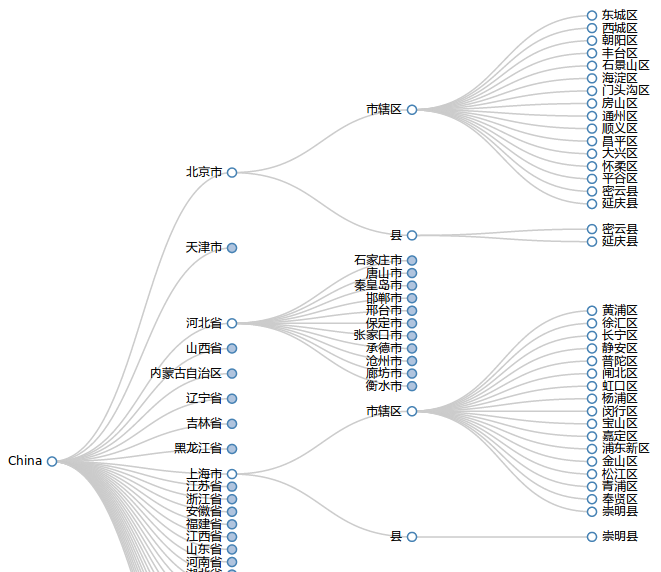 China
北京市
市辖区
东城区
西城区
朝阳区
丰台区
石景山区
海淀区
门头沟区
房山区
通州区
顺义区
昌平区
大兴区
怀柔区
平谷区
密云县
延庆县
县
密云县
延庆县
天津市
河北省
石家庄市
唐山市
秦皇岛市
邯郸市
邢台市
保定市
张家口市
承德市
沧州市
廊坊市
衡水市
山西省
内蒙古自治区
辽宁省
吉林省
黑龙江省
上海市
市辖区
黄浦区
徐汇区
长宁区
静安区
普陀区
闸北区
虹口区
杨浦区
闵行区
宝山区
嘉定区
浦东新区
金山区
松江区
青浦区
奉贤区
崇明县
县
崇明县
江苏省
浙江省
安徽省
福建省
江西省
山东省
河南省